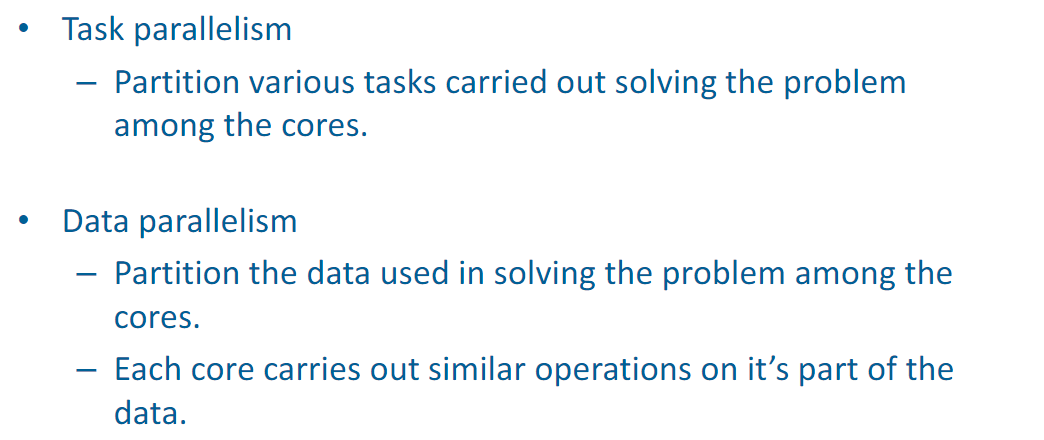 • Task parallelism
– Partition various tasks carried out solving the problem
among the cores.
• Data parallelism
– Partition the data used in solving the problem among the
cores.
– Each core carries out similar operations on it’s part of the
data.